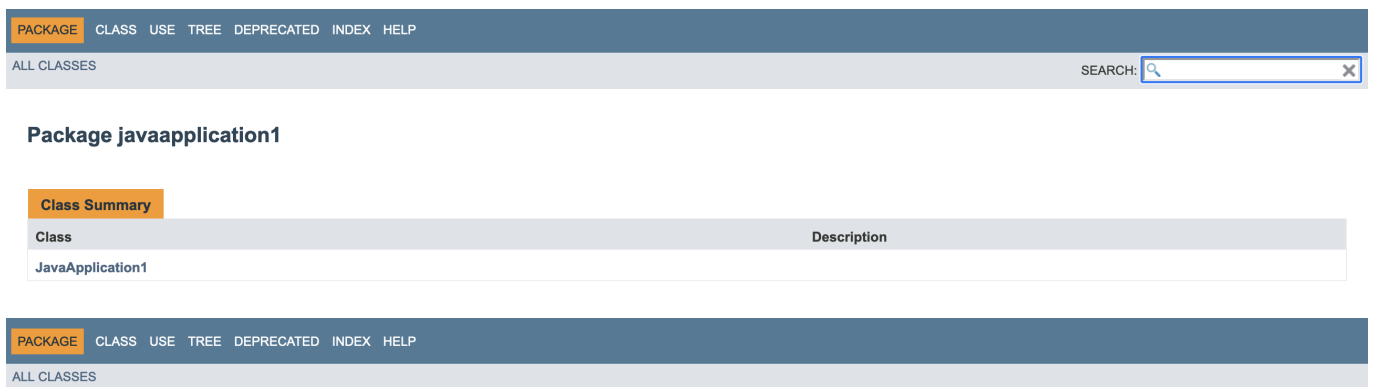 PACKAGE CLASS USE TREE DEPRECATED INDEX HELP
ALL CLASSES
SEARCH:
Package javaapplication1
Class Summary
Class Description
JavaApplication1
PACKAGE CLASS USE TREE DEPRECATED INDEX HELP
ALL CLASSES